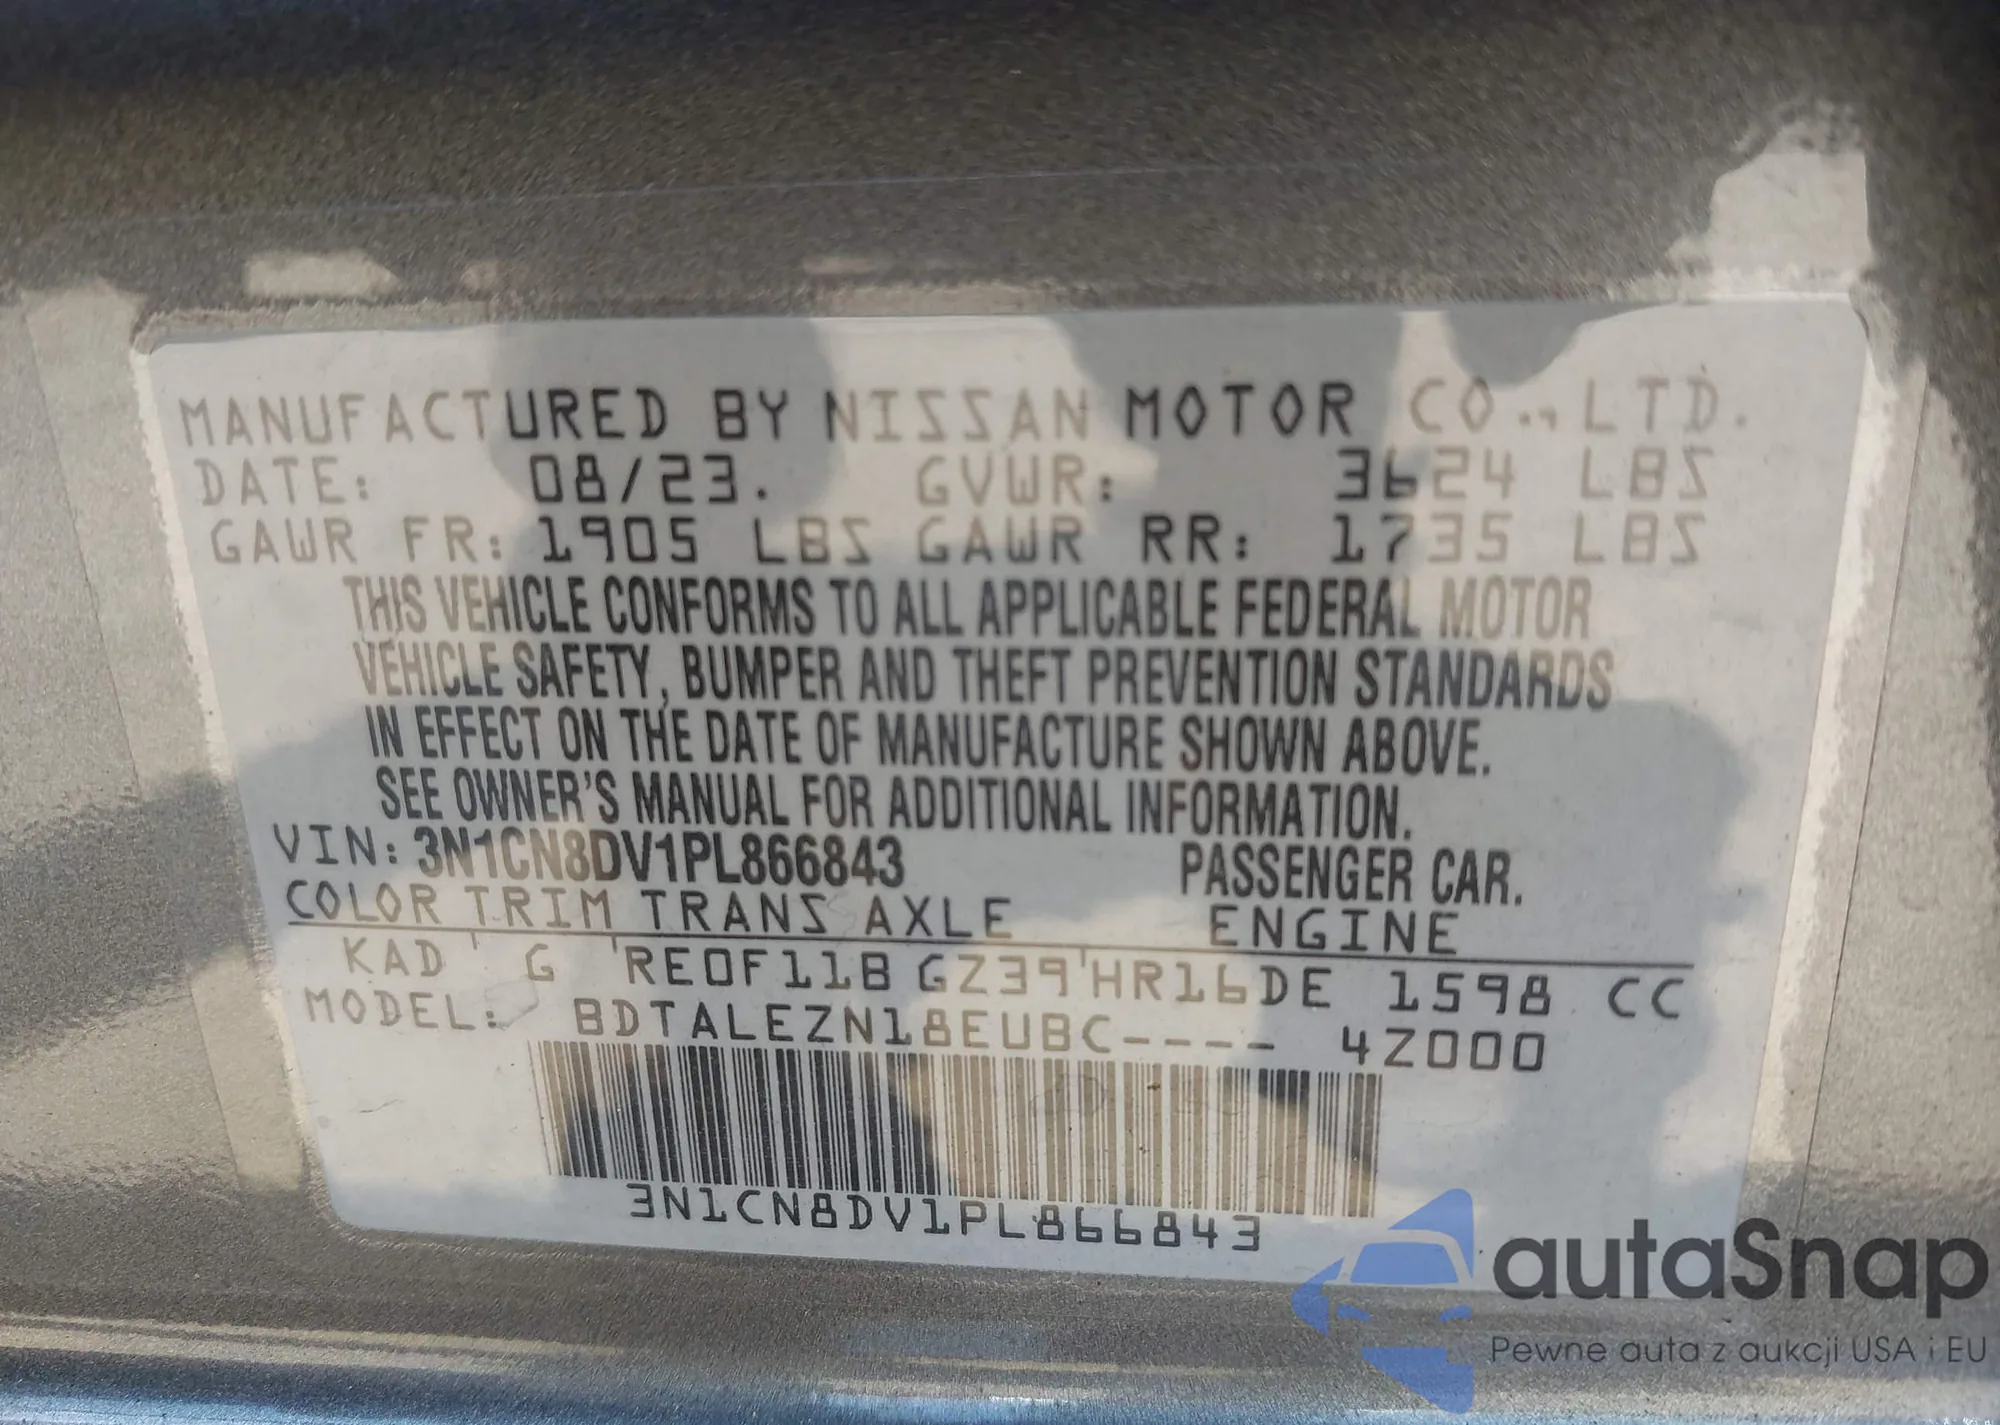 MANUFACTURED BY NISSAN MOTOR CO., LTD.
DATE: 08/23. GVWR: 3624 LBS
GAWR FR: 1905 LBS GAWR RR: 1735 LBS
THIS VEHICLE CONFORMS TO ALL APPLICABLE FEDERAL MOTOR
VEHICLE SAFETY, BUMPER AND THEFT PREVENTION STANDARDS
IN EFFECT ON THE DATE OF MANUFACTURE SHOWN ABOVE.
SEE OWNER'S MANUAL FOR ADDITIONAL INFORMATION.
VIN: 3N1CN8DV1PL866843 PASSENGER CAR.
COLOR TRIM TRANS AXLE ENGINE
KAD ' G 'RE0F11B GZ39'HR16DE 1598 CC
MODEL: BDTALEZN18EUBC---- 4Z000
3N1CN8DV1PL866843
autaSnap
Pewne auta z aukcji USA i EU